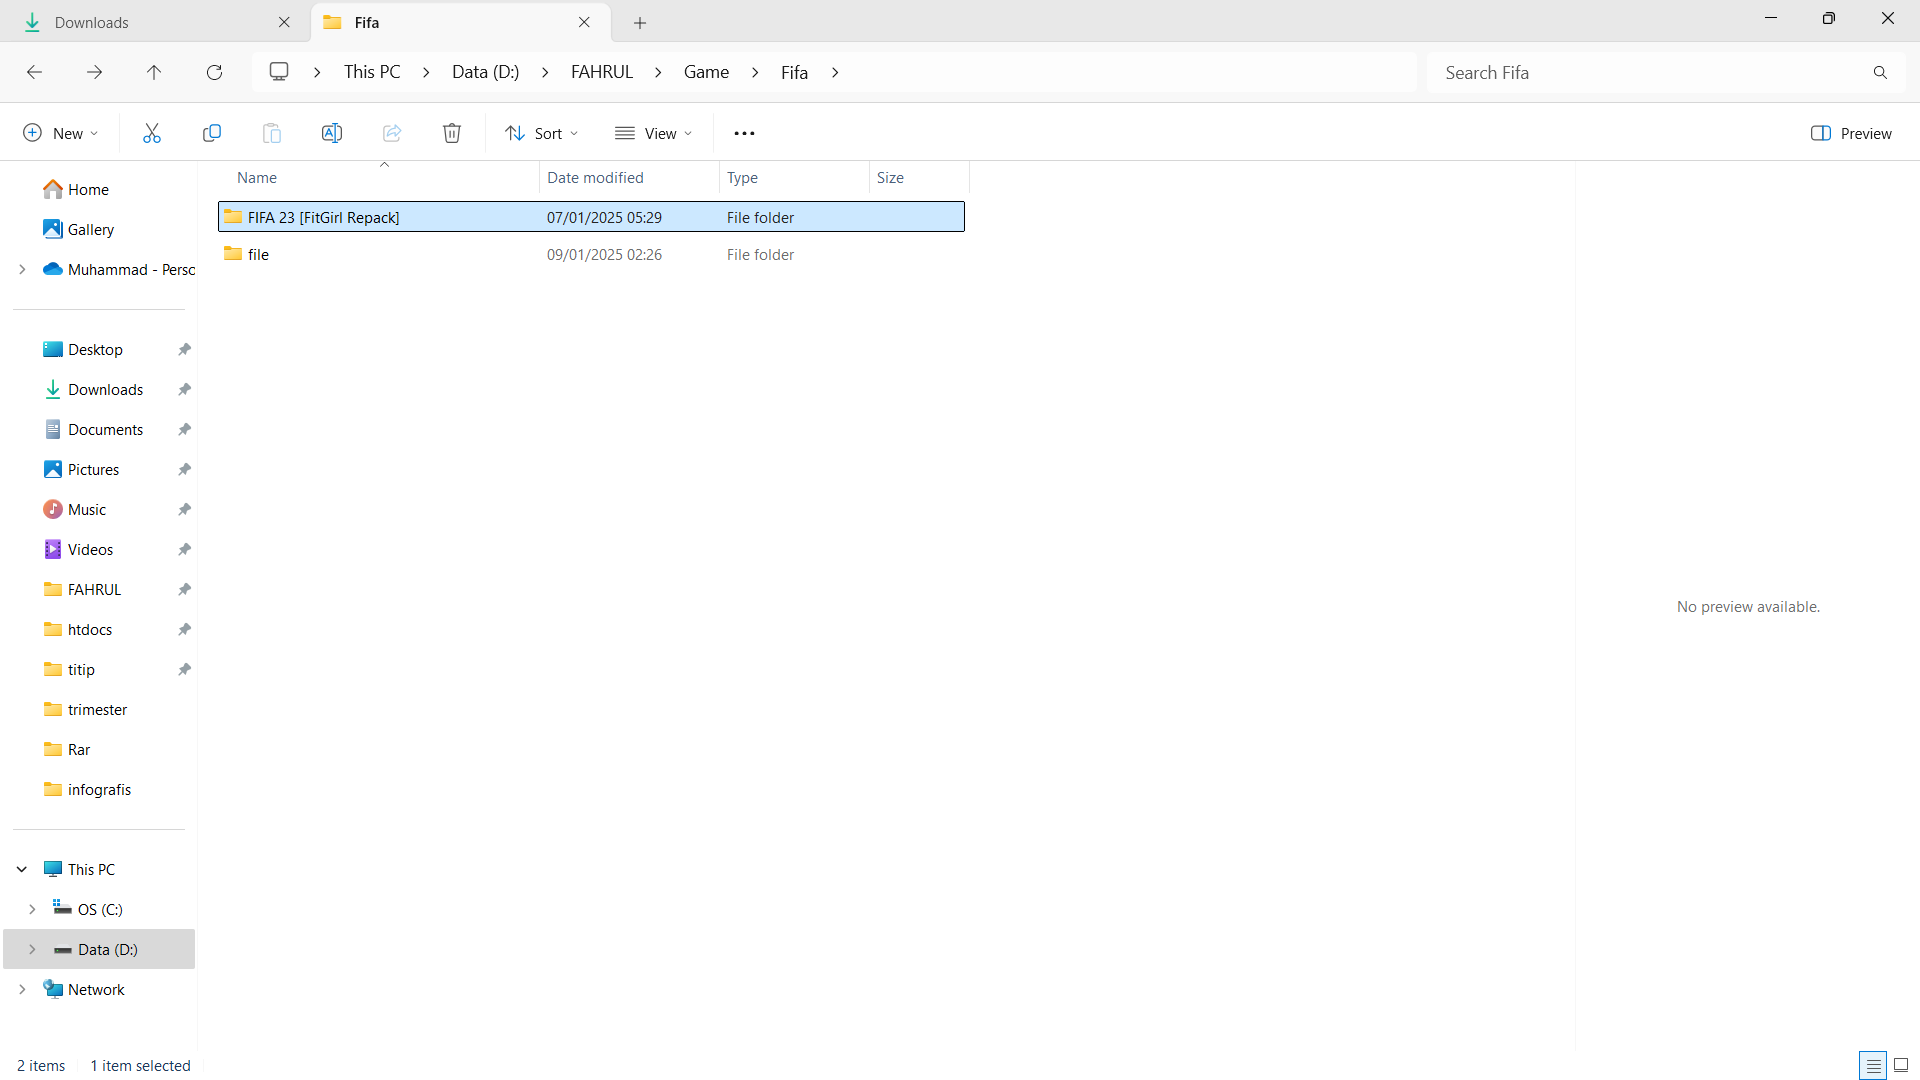 Downloads
Fifa
This PC
Data (D:)
FAHRUL
Game
Fifa
Search Fifa
New
Sort
View
Preview
Name
Date modified
Type
Size
FIFA 23 [FitGirl Repack]
07/01/2025 05:29
File folder
file
09/01/2025 02:26
File folder
Home
Gallery
Muhammad - Perso
Desktop
Downloads
Documents
Pictures
Music
Videos
FAHRUL
htdocs
titip
trimester
Rar
infografis
This PC
OS (C:)
Data (D:)
Network
No preview available.
2 items
1 item selected